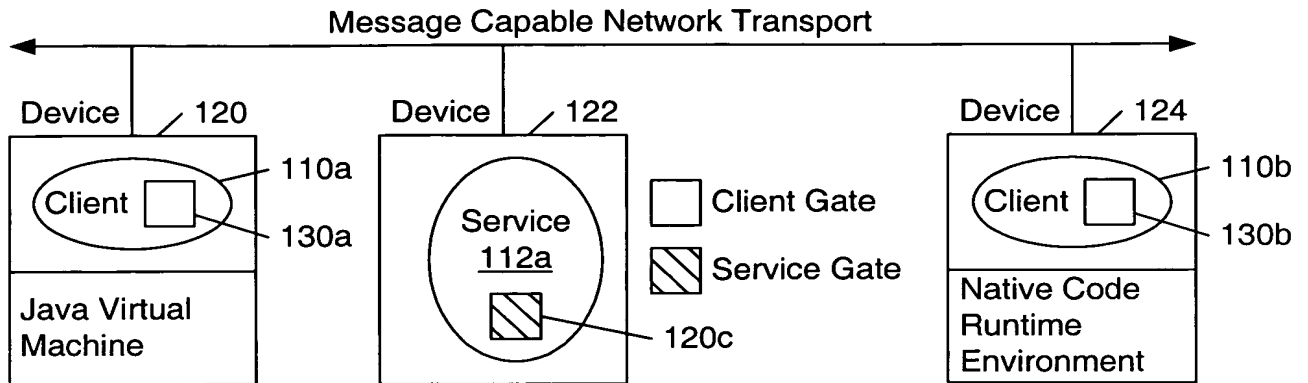 Message Capable Network Transport
Device
120
Device
122
Device
124
Client
110a
130a
Java Virtual
Machine
Service
112a
120c
Client Gate
Service Gate
Client
110b
130b
Native Code
Runtime
Environment